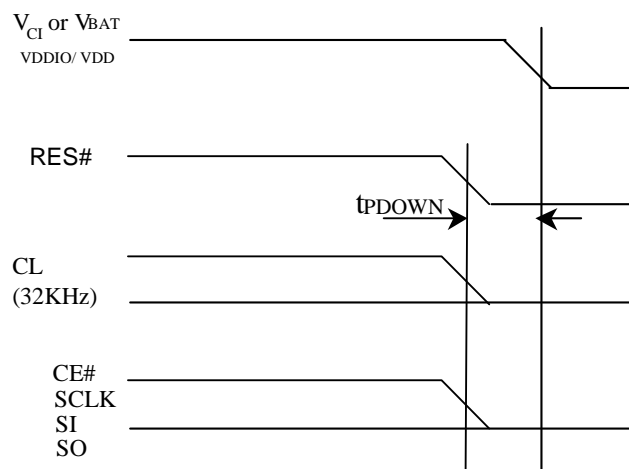 VCI or VBAT
VDDIO/ VDD
RES#
tPDOWN
CL
(32KHz)
CE#
SCLK
SI
SO